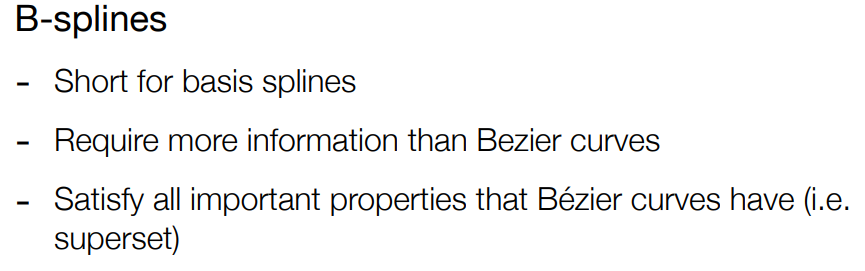 B-splines
- Short for basis splines
- Require more information than Bezier curves
- Satisfy all important properties that Bézier curves have (i.e.
superset)